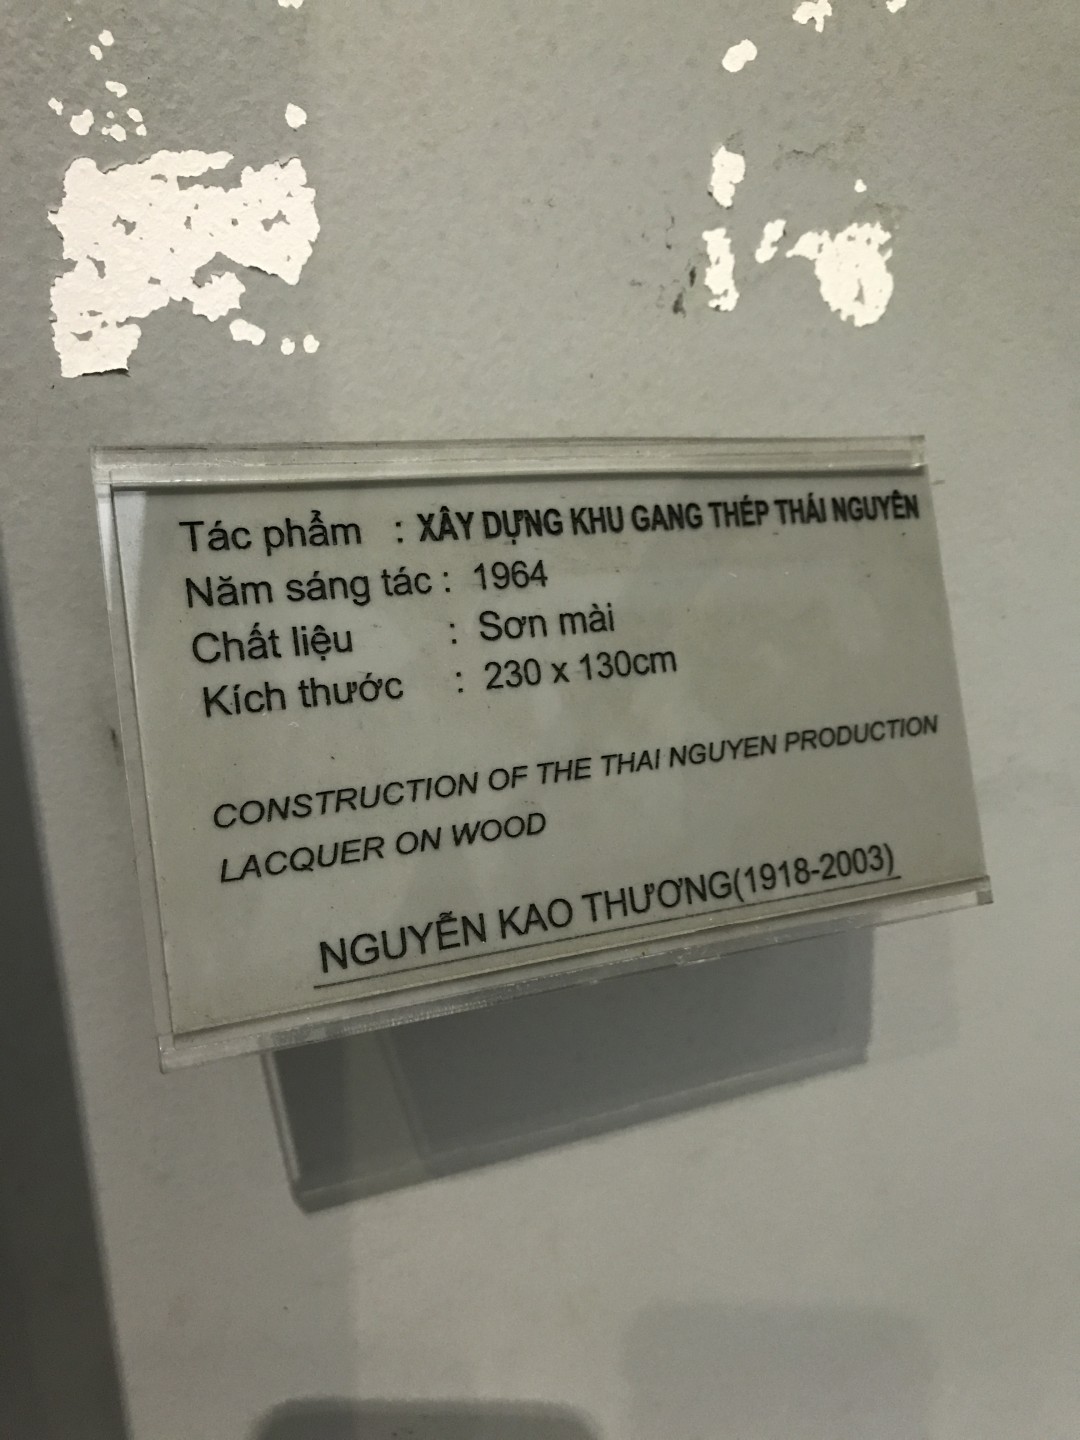 Tác phẩm : XÂY DỰNG KHU GANG THÉP THÁI NGUYÊN
Năm sáng tác : 1964
Chất liệu : Sơn mài
Kích thước : 230 x 130cm
CONSTRUCTION OF THE THAI NGUYEN PRODUCTION
LACQUER ON WOOD
NGUYỄN KAO THƯƠNG(1918-2003)